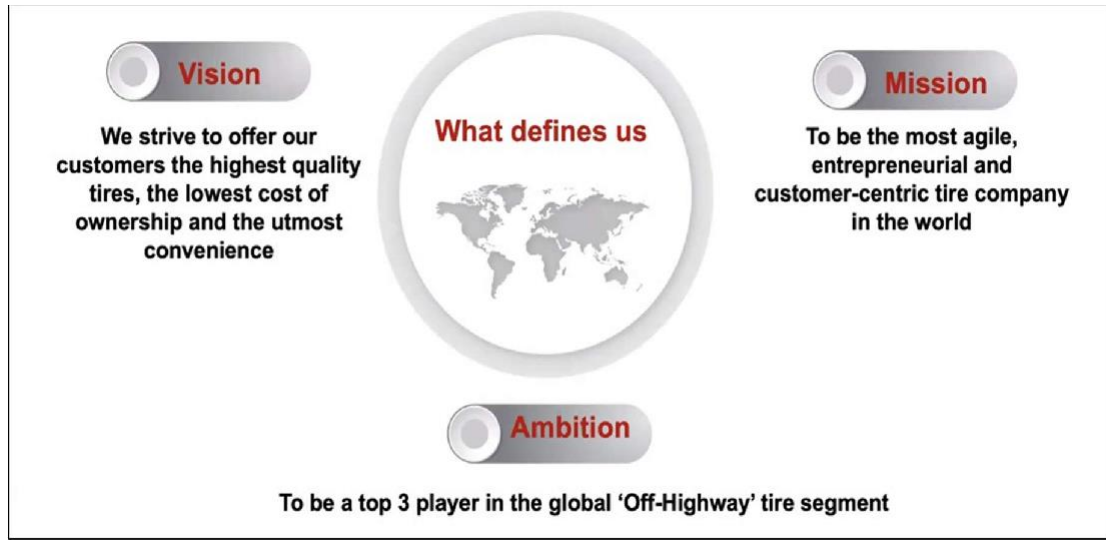 Vision
We strive to offer our
customers the highest quality
tires, the lowest cost of
ownership and the utmost
convenience
What defines us
Mission
To be the most agile,
entrepreneurial and
customer-centric tire company
in the world
Ambition
To be a top 3 player in the global ‘Off-Highway’ tire segment